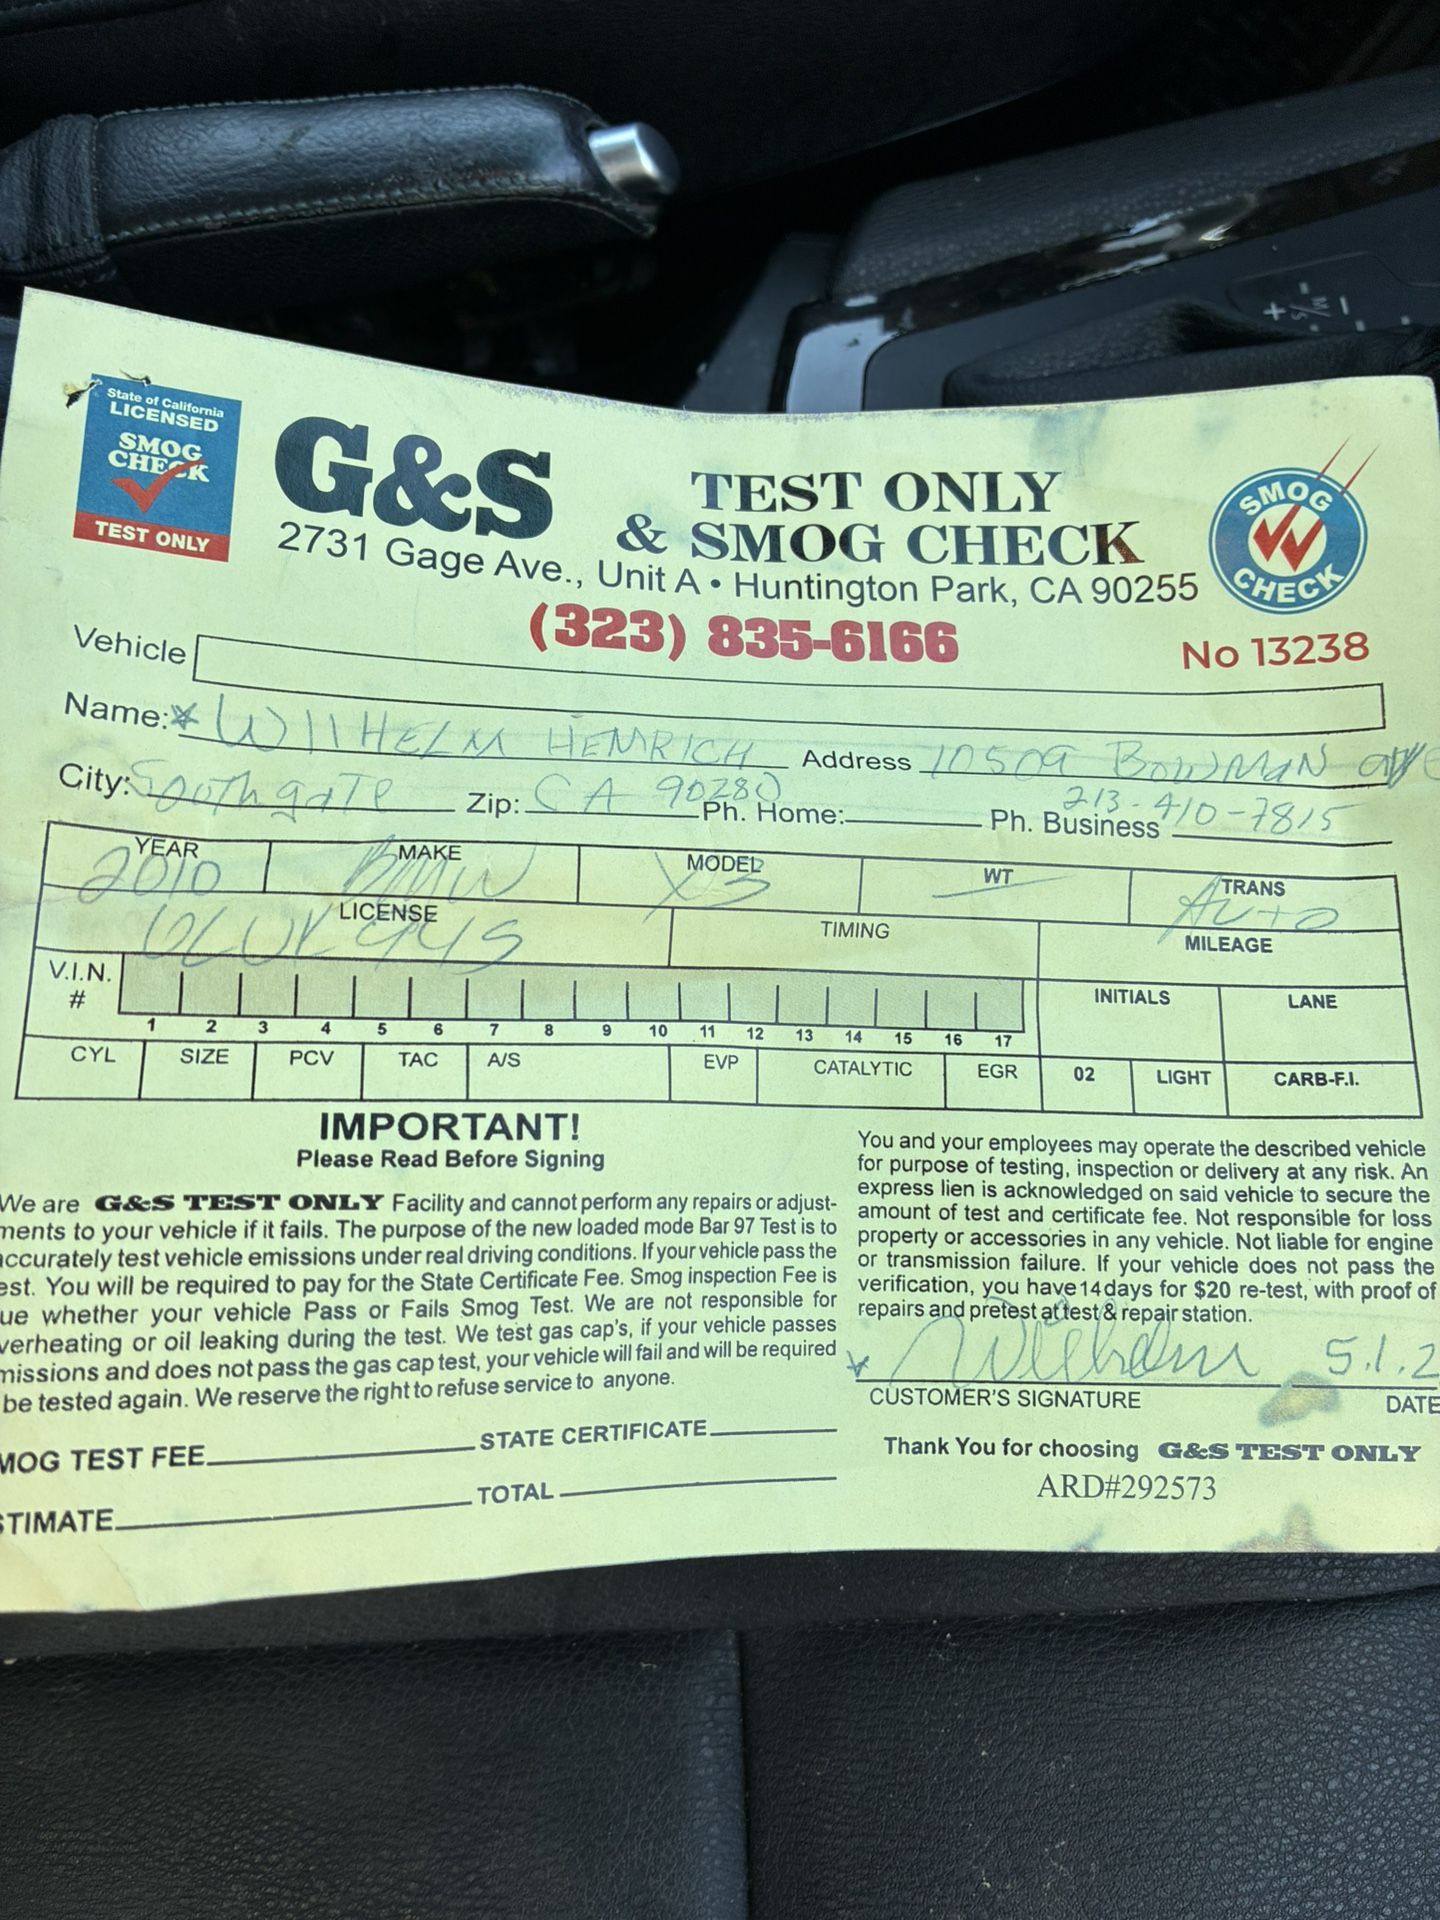 State of California
LICENSED
SMOG
CHECK
TEST ONLY
G&S TEST ONLY
& SMOG CHECK
2731 Gage Ave., Unit A • Huntington Park, CA 90255
(323) 835-6166
SMOG
CHECK
No 13238
Vehicle
Name: WIlHELM HENRICH Address 10509 BOWMAN AVE
City: Southgate Zip: CA 90280 Ph. Home: Ph. Business 213-410-7815
YEAR MAKE MODEL WT TRANS
2010 BMW X3 — AUTO
LICENSE TIMING MILEAGE
V.I.N.
#
1 2 3 4 5 6 7 8 9 10 11 12 13 14 15 16 17
INITIALS LANE
CYL SIZE PCV TAC A/S EVP CATALYTIC EGR 02 LIGHT CARB-F.I.
IMPORTANT!
Please Read Before Signing
We are G&S TEST ONLY Facility and cannot perform any repairs or adjust-
ments to your vehicle if it fails. The purpose of the new loaded mode Bar 97 Test is to
accurately test vehicle emissions under real driving conditions. If your vehicle pass the
est. You will be required to pay for the State Certificate Fee. Smog inspection Fee is
ue whether your vehicle Pass or Fails Smog Test. We are not responsible for
verheating or oil leaking during the test. We test gas cap's, if your vehicle passes
missions and does not pass the gas cap test, your vehicle will fail and will be required
be tested again. We reserve the right to refuse service to anyone.
MOG TEST FEE STATE CERTIFICATE
STIMATE TOTAL
You and your employees may operate the described vehicle
for purpose of testing, inspection or delivery at any risk. An
express lien is acknowledged on said vehicle to secure the
amount of test and certificate fee. Not responsible for loss
property or accessories in any vehicle. Not liable for engine
or transmission failure. If your vehicle does not pass the
verification, you have 14 days for $20 re-test, with proof of
repairs and pretest at test & repair station.
Wilhelm 5.1.2
CUSTOMER'S SIGNATURE DATE
Thank You for choosing G&S TEST ONLY
ARD#292573